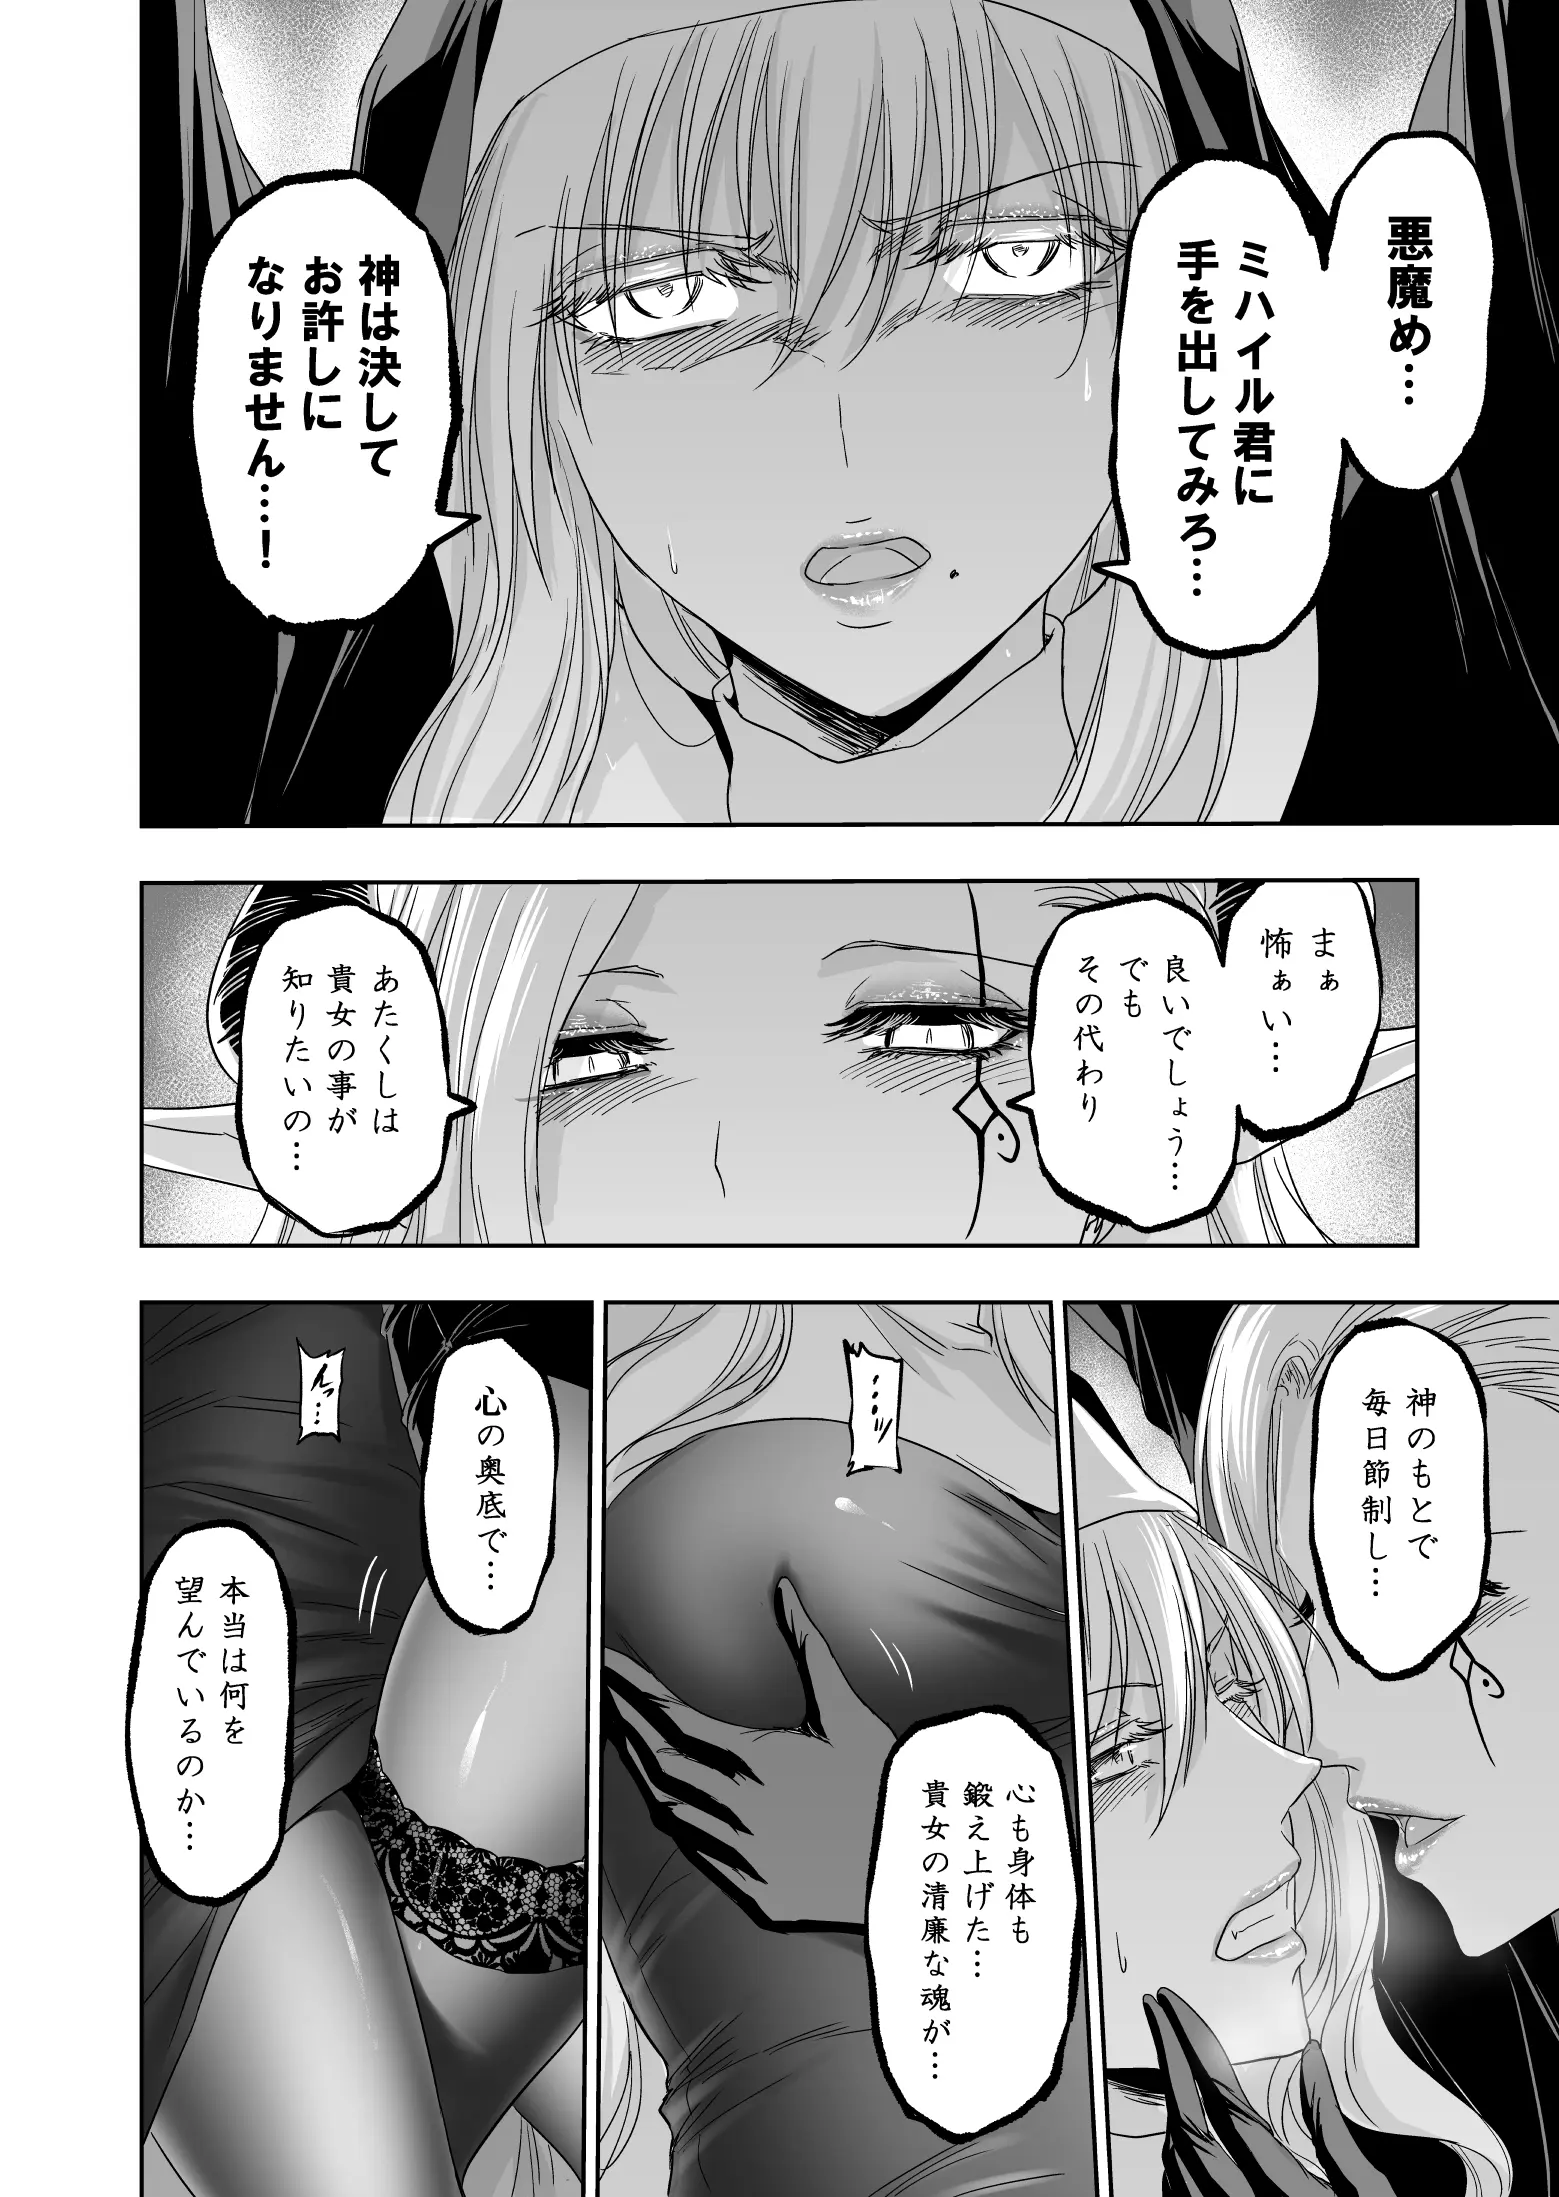 悪魔め…
ミハイル君に
手を出してみろ…
神は決して
お許しに
なりません…！
まぁ
怖ぁい…
良いでしょう…
でも
その代わり
あたくしは
貴女の事が
知りたいの…
神のもとで
毎日節制し…
…ッ
心も身体も
鍛え上げた…
貴女の清廉な魂が…
心の奥底で…
んっ…
本当は何を
望んでいるのか…